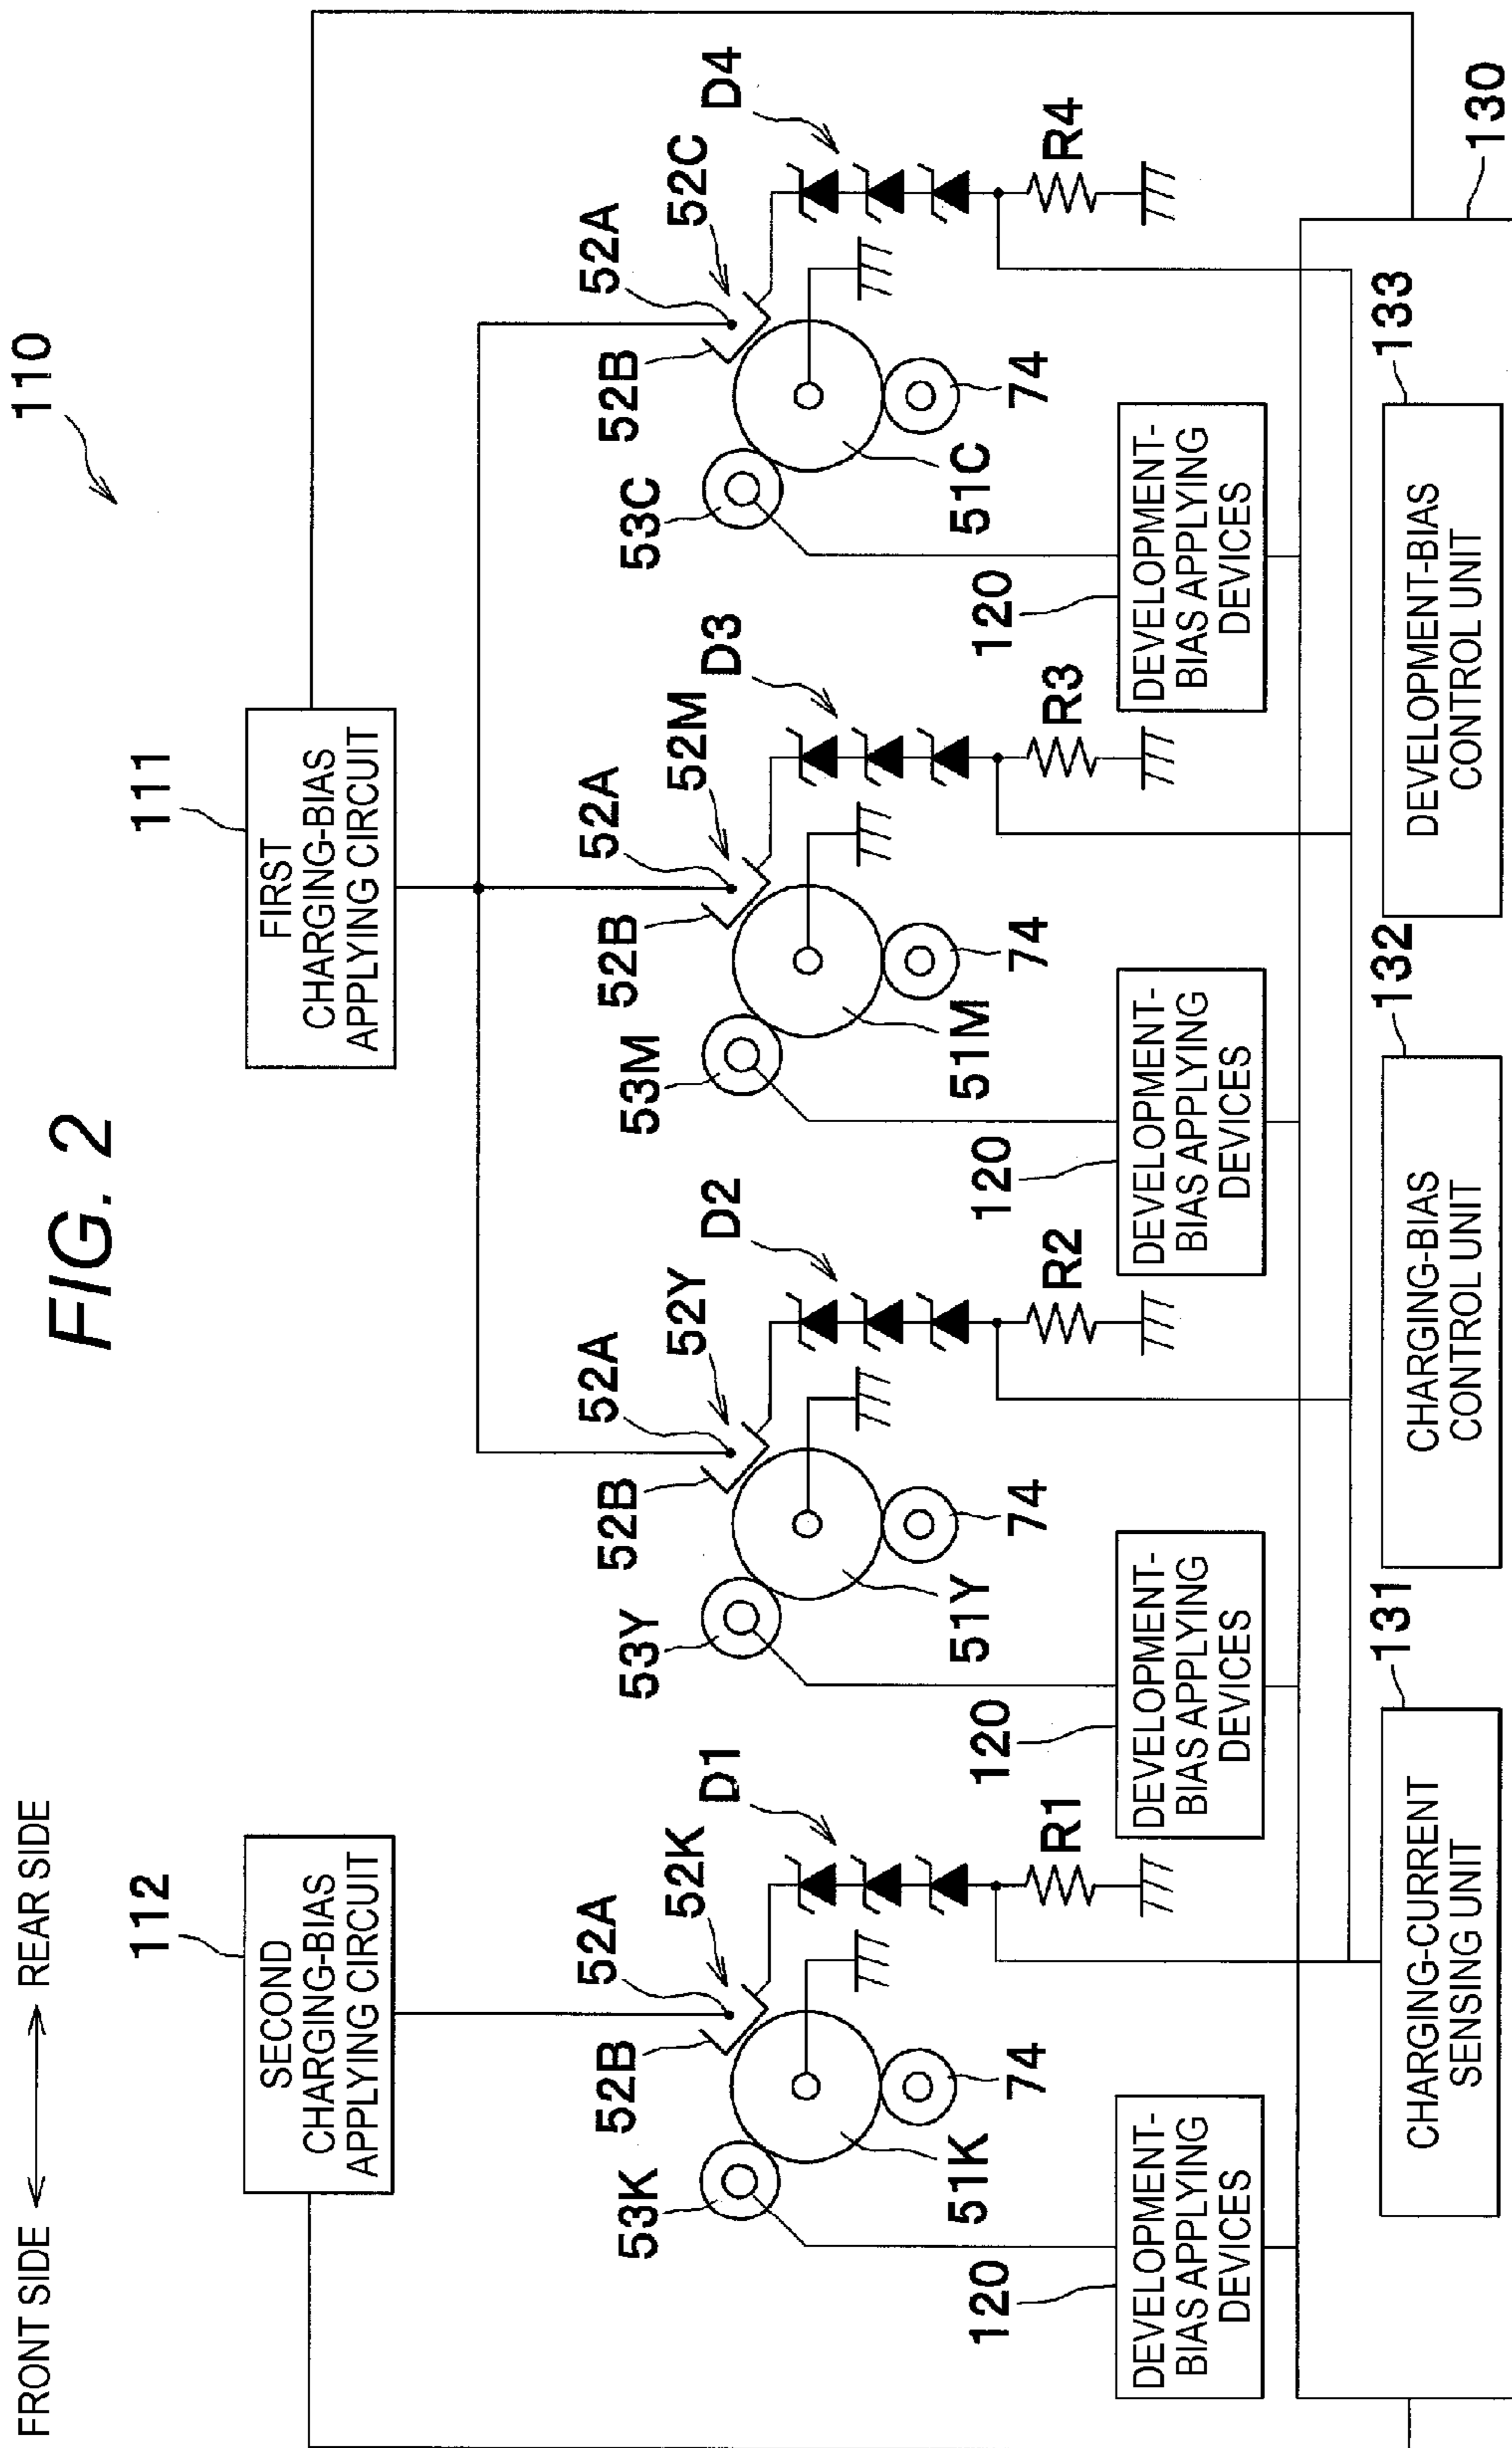 FIG. 2
FRONT SIDE
REAR SIDE
110
112
111
SECOND
CHARGING-BIAS
APPLYING CIRCUIT
FIRST
CHARGING-BIAS
APPLYING CIRCUIT
53K
52B
52A
52K
D1
51K
74
R1
120
DEVELOPMENT-
BIAS APPLYING
DEVICES
53Y
52B
52A
52Y
D2
51Y
74
R2
120
DEVELOPMENT-
BIAS APPLYING
DEVICES
53M
52B
52A
52M
D3
51M
74
R3
120
DEVELOPMENT-
BIAS APPLYING
DEVICES
53C
52B
52A
52C
D4
51C
74
R4
120
DEVELOPMENT-
BIAS APPLYING
DEVICES
131
CHARGING-CURRENT
SENSING UNIT
132
CHARGING-BIAS
CONTROL UNIT
133
DEVELOPMENT-BIAS
CONTROL UNIT
130